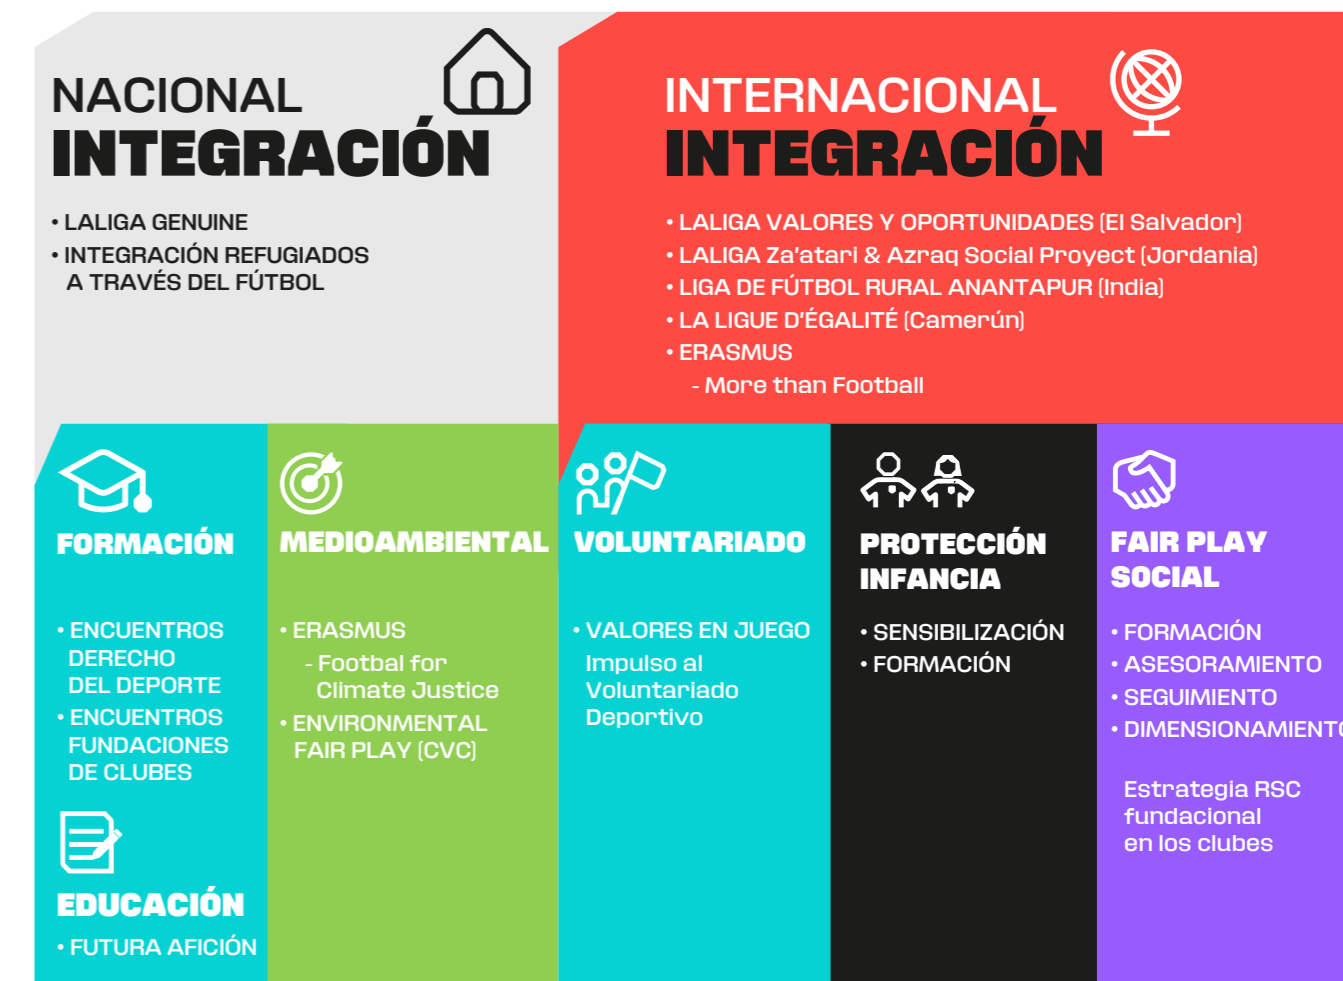 NACIONAL
INTEGRACIÓN
• LALIGA GENUINE
• INTEGRACIÓN REFUGIADOS
A TRAVÉS DEL FÚTBOL
INTERNACIONAL
INTEGRACIÓN
• LALIGA VALORES Y OPORTUNIDADES (El Salvador)
• LALIGA Za'atari & Azraq Social Proyect (Jordania)
• LIGA DE FÚTBOL RURAL ANANTAPUR (India)
• LA LIGUE D'ÉGALITÉ (Camerún)
• ERASMUS
- More than Football
FORMACIÓN
• ENCUENTROS
DERECHO
DEL DEPORTE
• ENCUENTROS
FUNDACIONES
DE CLUBES
EDUCACIÓN
• FUTURA AFICIÓN
MEDIOAMBIENTAL
• ERASMUS
- Footbal for
Climate Justice
• ENVIRONMENTAL
FAIR PLAY (CVC)
VOLUNTARIADO
• VALORES EN JUEGO
Impulso al
Voluntariado
Deportivo
PROTECCIÓN
INFANCIA
• SENSIBILIZACIÓN
• FORMACIÓN
FAIR PLAY
SOCIAL
• FORMACIÓN
• ASESORAMIENTO
• SEGUIMIENTO
• DIMENSIONAMIENTO
Estrategia RSC
fundacional
en los clubes